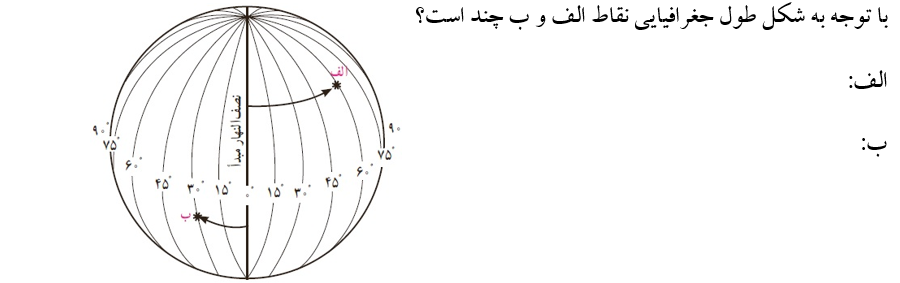 با توجه به شکل طول جغرافیایی نقاط الف و ب چند است؟
الف:
ب:
الف
نصف‌النهار مبدأ
۹۰° ۷۵° ۶۰° ۴۵° ۳۰° ۱۵° ۰° ۱۵° ۳۰° ۴۵° ۶۰° ۷۵° ۹۰
ب